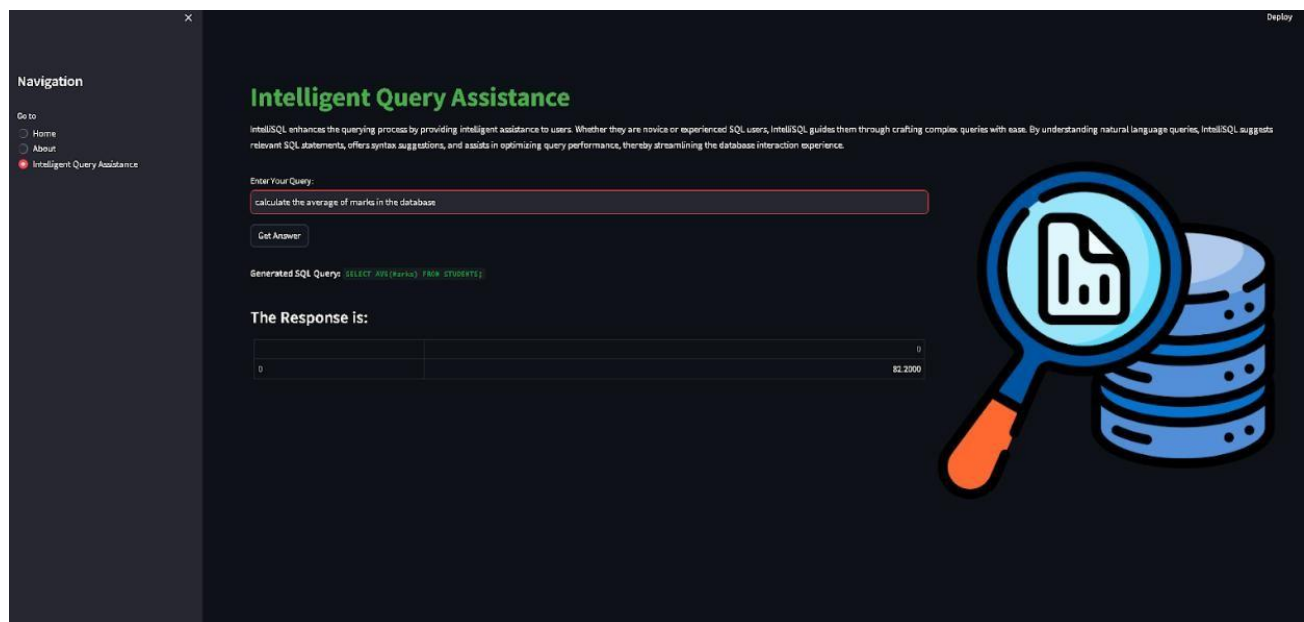 Deploy
Navigation
Go to
Home
About
Intelligent Query Assistance
Intelligent Query Assistance
IntelliSQL enhances the querying process by providing intelligent assistance to users. Whether they are novice or experienced SQL users, IntelliSQL guides them through crafting complex queries with ease. By understanding natural language queries, IntelliSQL suggests
relevant SQL statements, offers syntax suggestions, and assists in optimizing query performance, thereby streamlining the database interaction experience.
Enter Your Query:
calculate the average of marks in the database
Get Answer
Generated SQL Query: SELECT AVG(Marks) FROM STUDENTS;
The Response is:
0
0 82.2000